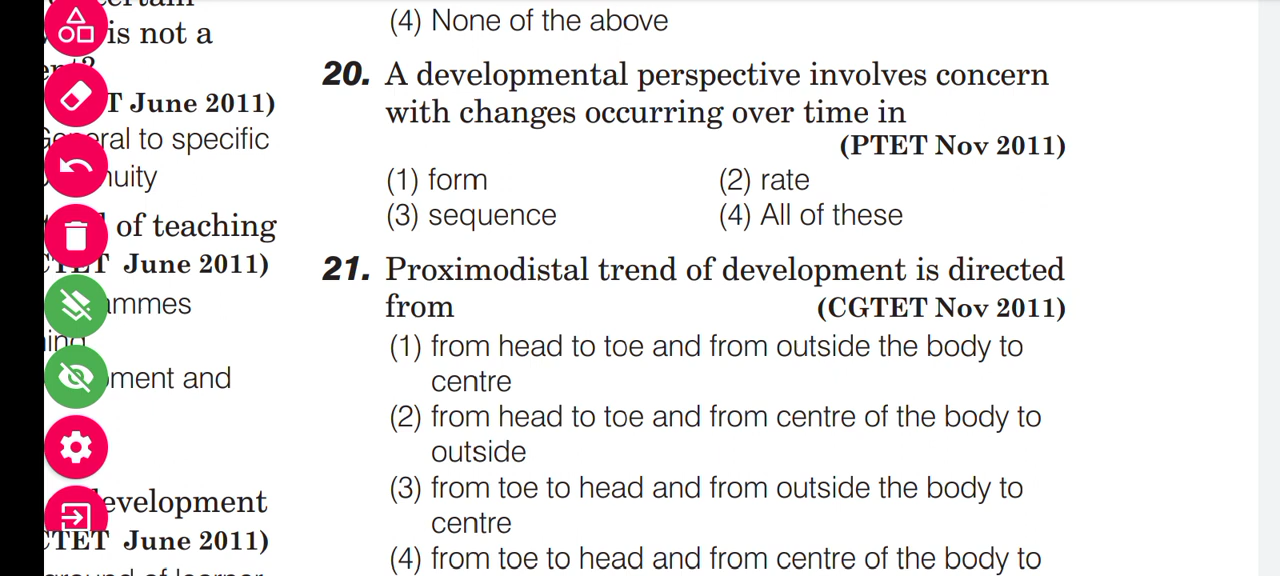 is not a
T June 2011)
General to specific
nuity
of teaching
CTET June 2011)
ammes
ment and
evelopment
CTET June 2011)
(4) None of the above
20. A developmental perspective involves concern
with changes occurring over time in
(PTET Nov 2011)
(1) form
(2) rate
(3) sequence
(4) All of these
21. Proximodistal trend of development is directed
from
(CGTET Nov 2011)
(1) from head to toe and from outside the body to
centre
(2) from head to toe and from centre of the body to
outside
(3) from toe to head and from outside the body to
centre
(4) from toe to head and from centre of the body to